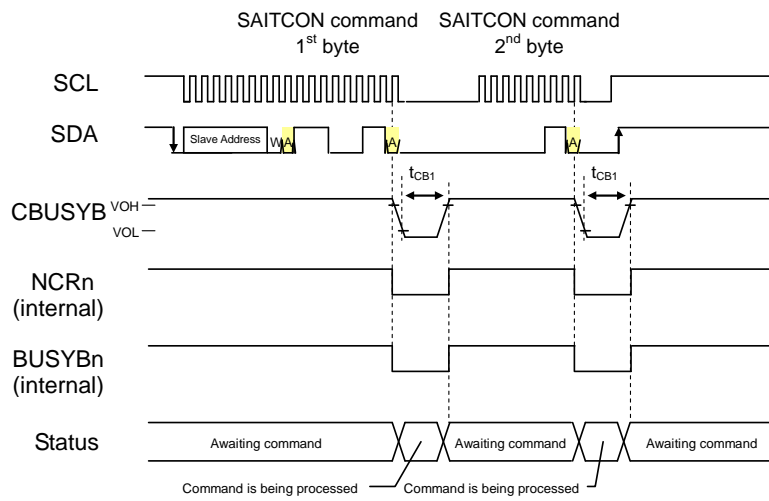 SAITCON command
1st byte
SAITCON command
2nd byte
SCL
SDA
Slave Address
W
A
A
A
tCB1
tCB1
CBUSYB
VOH
VOL
NCRn
(internal)
BUSYBn
(internal)
Status
Awaiting command
Awaiting command
Awaiting command
Command is being processed
Command is being processed